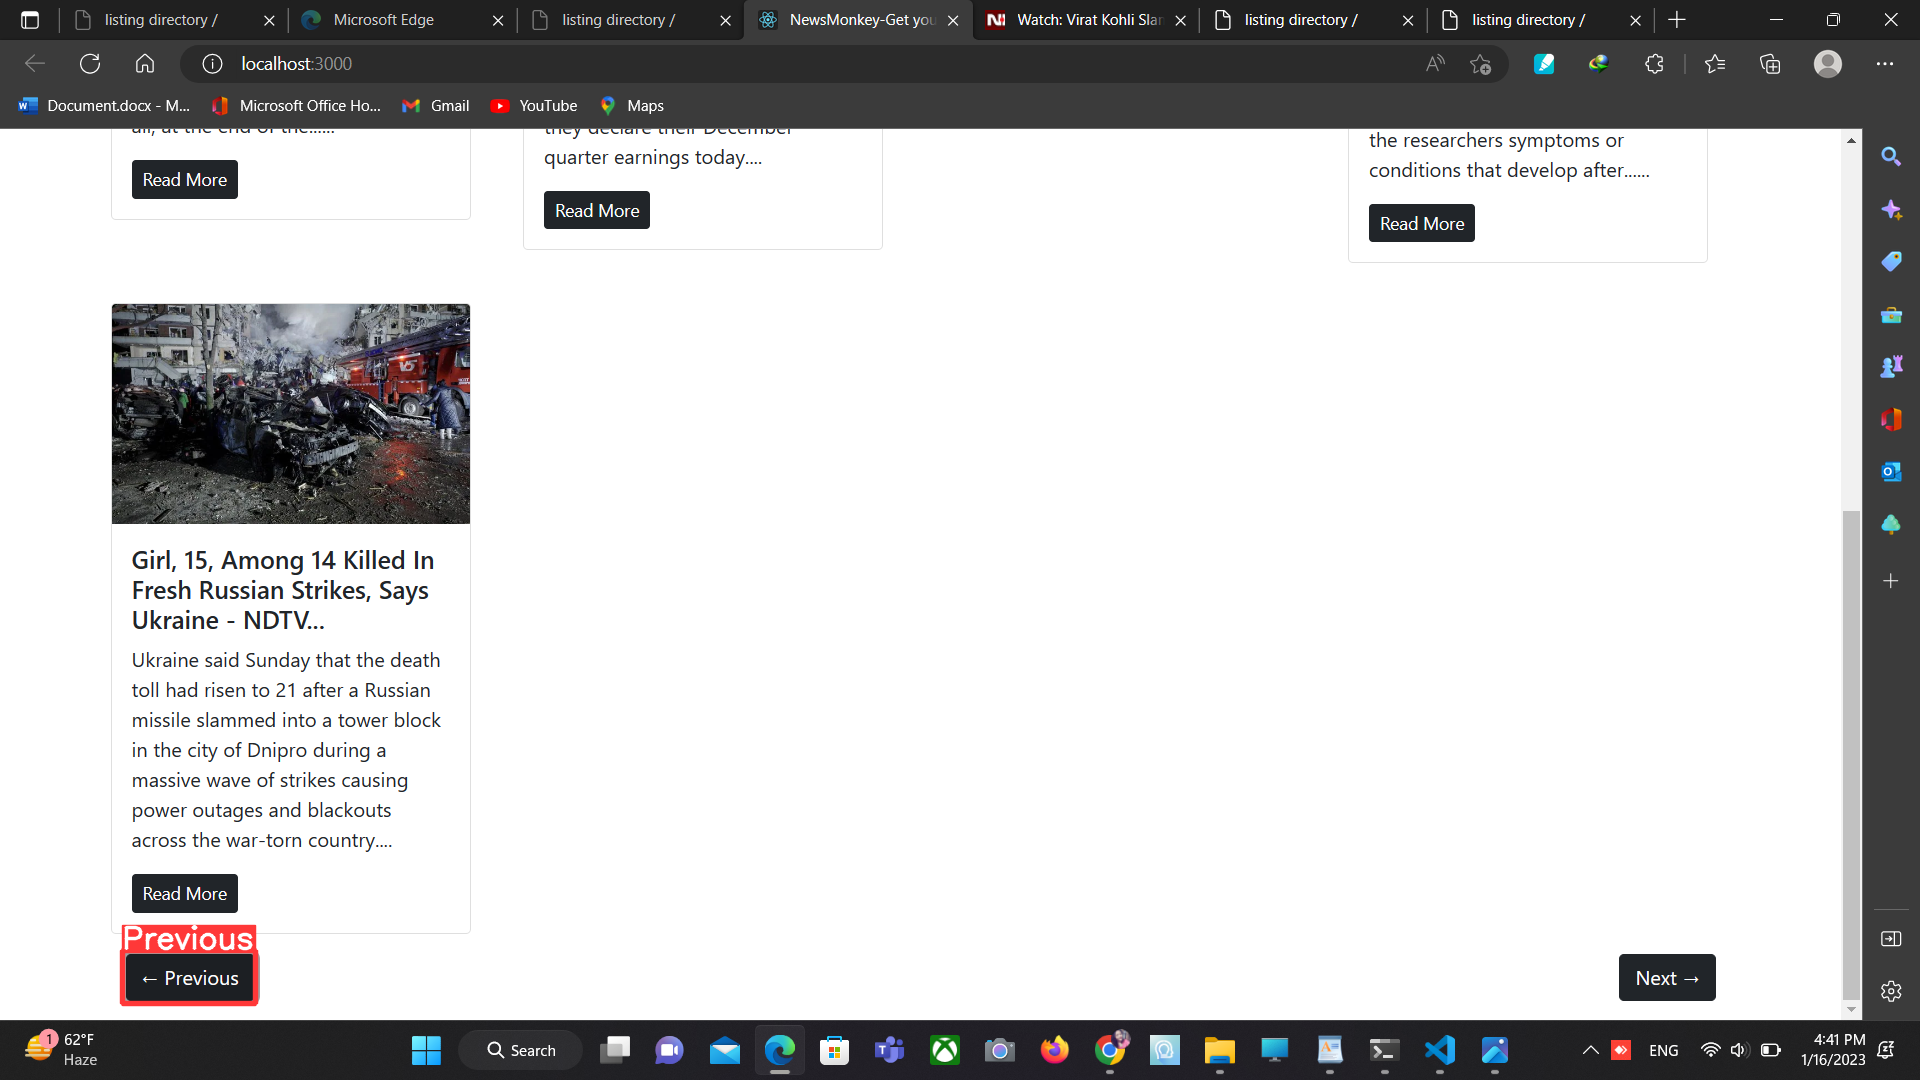 listing directory /
Microsoft Edge
listing directory /
NewsMonkey-Get you
Watch: Virat Kohli Slam
listing directory /
listing directory /
localhost:3000
Document.docx - M...
Microsoft Office Ho...
Gmail
YouTube
Maps
all, at the end of the......
Read More
they declare their December
quarter earnings today....
Read More
the researchers symptoms or
conditions that develop after......
Read More
V5
Girl, 15, Among 14 Killed In
Fresh Russian Strikes, Says
Ukraine - NDTV...
Ukraine said Sunday that the death
toll had risen to 21 after a Russian
missile slammed into a tower block
in the city of Dnipro during a
massive wave of strikes causing
power outages and blackouts
across the war-torn country....
Read More
Previous
← Previous
Next →
1
62°F
Haze
Search
ENG
4:41 PM
1/16/2023